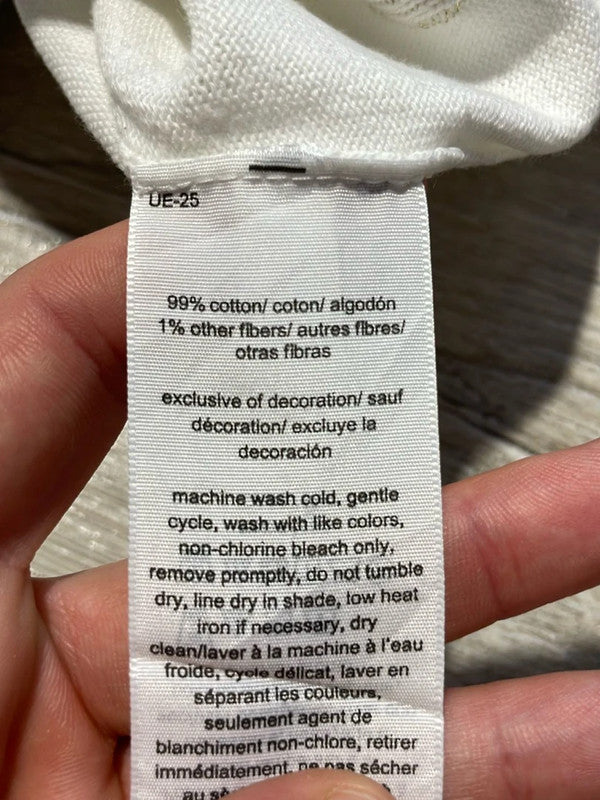 UE-25
99% cotton/ coton/ algodón
1% other fibers/ autres fibres/
otras fibras
exclusive of decoration/ sauf
décoration/ excluye la
decoración
machine wash cold, gentle
cycle, wash with like colors,
non-chlorine bleach only,
remove promptly, do not tumble
dry, line dry in shade, low heat
iron if necessary, dry
clean/laver à la machine à l'eau
froide, cycle délicat, laver en
séparant les couleurs,
seulement agent de
blanchiment non-chlore, retirer
immédiatement, ne pas sécher
au